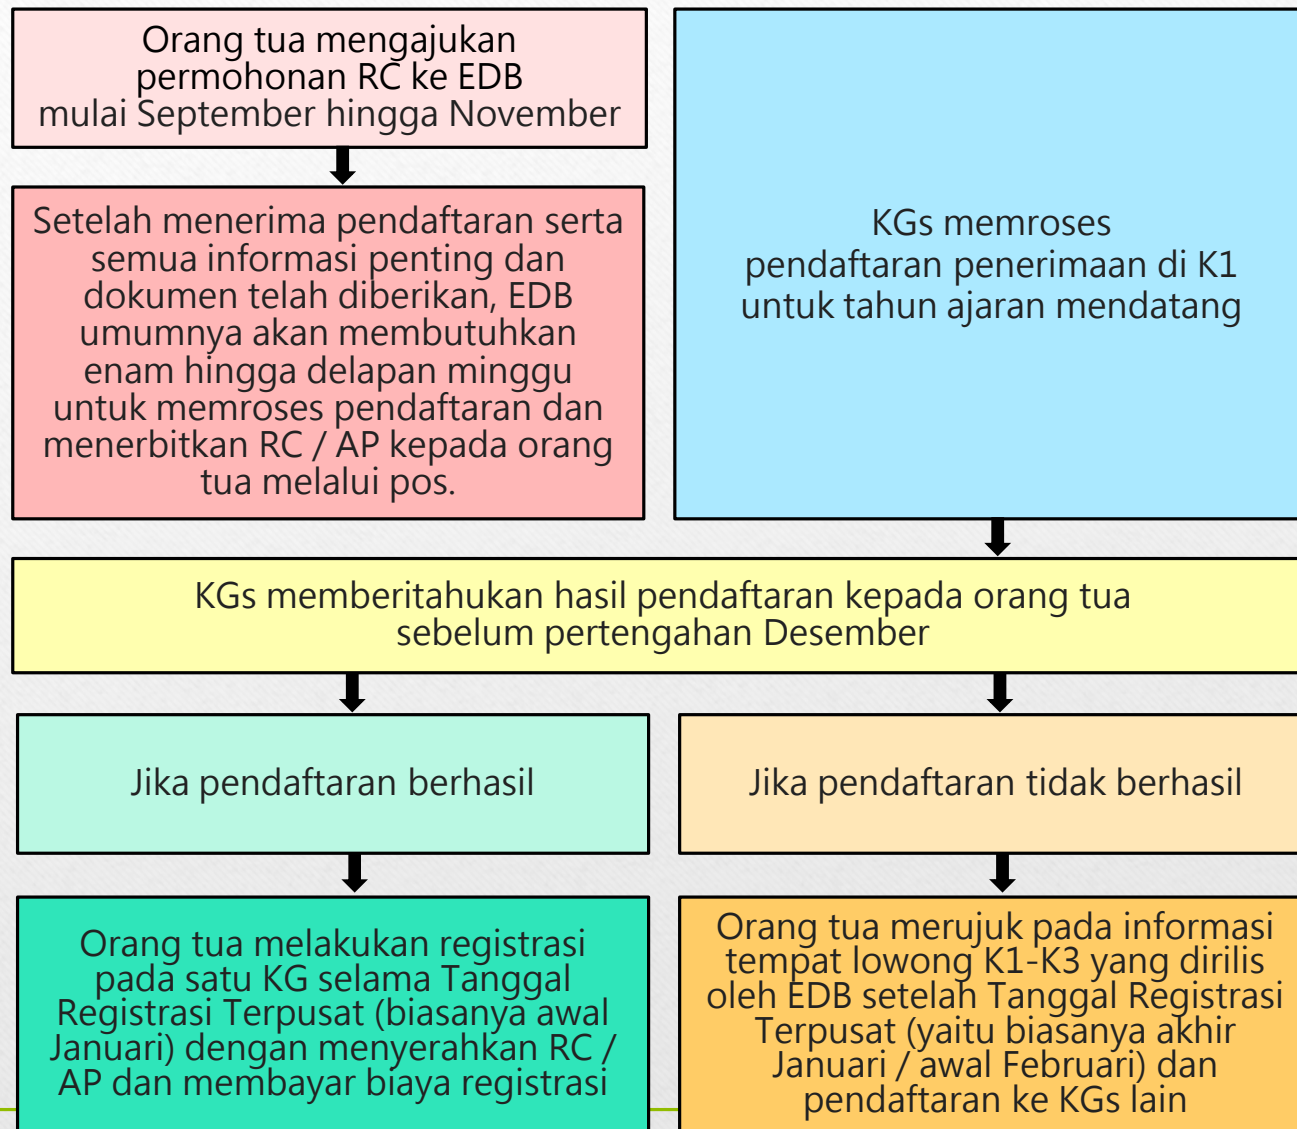 Orang tua mengajukan
permohonan RC ke EDB
mulai September hingga November
Setelah menerima pendaftaran serta
semua informasi penting dan
dokumen telah diberikan, EDB
umumnya akan membutuhkan
enam hingga delapan minggu
untuk memroses pendaftaran dan
menerbitkan RC / AP kepada orang
tua melalui pos.
KGs memroses
pendaftaran penerimaan di K1
untuk tahun ajaran mendatang
KGs memberitahukan hasil pendaftaran kepada orang tua
sebelum pertengahan Desember
Jika pendaftaran berhasil
Jika pendaftaran tidak berhasil
Orang tua melakukan registrasi
pada satu KG selama Tanggal
Registrasi Terpusat (biasanya awal
Januari) dengan menyerahkan RC /
AP dan membayar biaya registrasi
Orang tua merujuk pada informasi
tempat lowong K1-K3 yang dirilis
oleh EDB setelah Tanggal Registrasi
Terpusat (yaitu biasanya akhir
Januari / awal Februari) dan
pendaftaran ke KGs lain